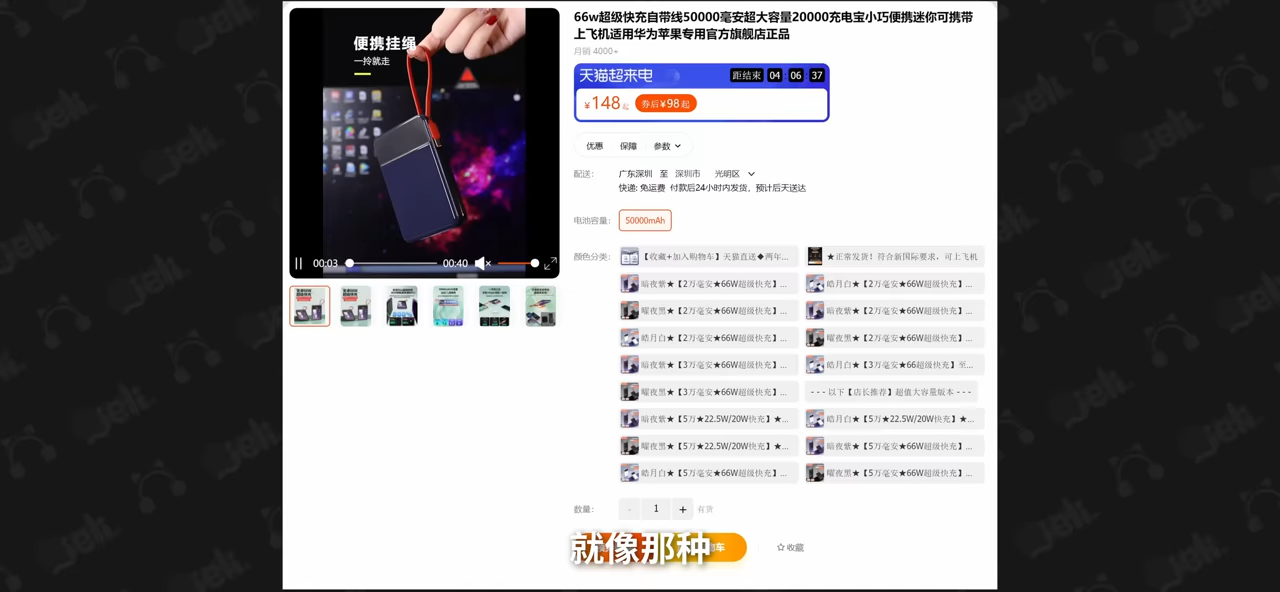 便携挂绳
一拎就走
00:03
00:40
66w超级快充自带线50000毫安超大容量20000充电宝小巧便携迷你可携带
上飞机适用华为苹果专用官方旗舰店正品
月销 4000+
天猫超来电
距结束 04 : 06 : 37
¥148起 券后¥98起
优惠 保障 参数
配送: 广东深圳 至 深圳市 光明区
快递: 免运费 付款后24小时内发货，预计后天送达
电池容量: 50000mAh
颜色分类: 【收藏+加入购物车】天猫直送◆两年... ★正常发货！符合新国际要求，可上飞机
暗夜紫★【2万毫安★66W超级快充】... 皓月白★【2万毫安★66W超级快充】...
曜夜黑★【2万毫安★66W超级快充】... 暗夜紫★【2万毫安★66W超级快充】...
皓月白★【2万毫安★66W超级快充】... 曜夜黑★【2万毫安★66W超级快充】...
暗夜紫★【3万毫安★66W超级快充】... 皓月白★【3万毫安★66超级快充】至...
曜夜黑★【3万毫安★66W超级快充】... - - - 以下【店长推荐】超值大容量版本 - - -
暗夜紫★【5万★22.5W/20W快充】★... 皓月白★【5万★22.5W/20W快充】★...
曜夜黑★【5万★22.5W/20W快充】★... 暗夜紫★【5万毫安★66W超级快充】...
皓月白★【5万毫安★66W超级快充】... 曜夜黑★【5万毫安★66W超级快充】...
数量: - 1 + 有货
就像那种
车
收藏